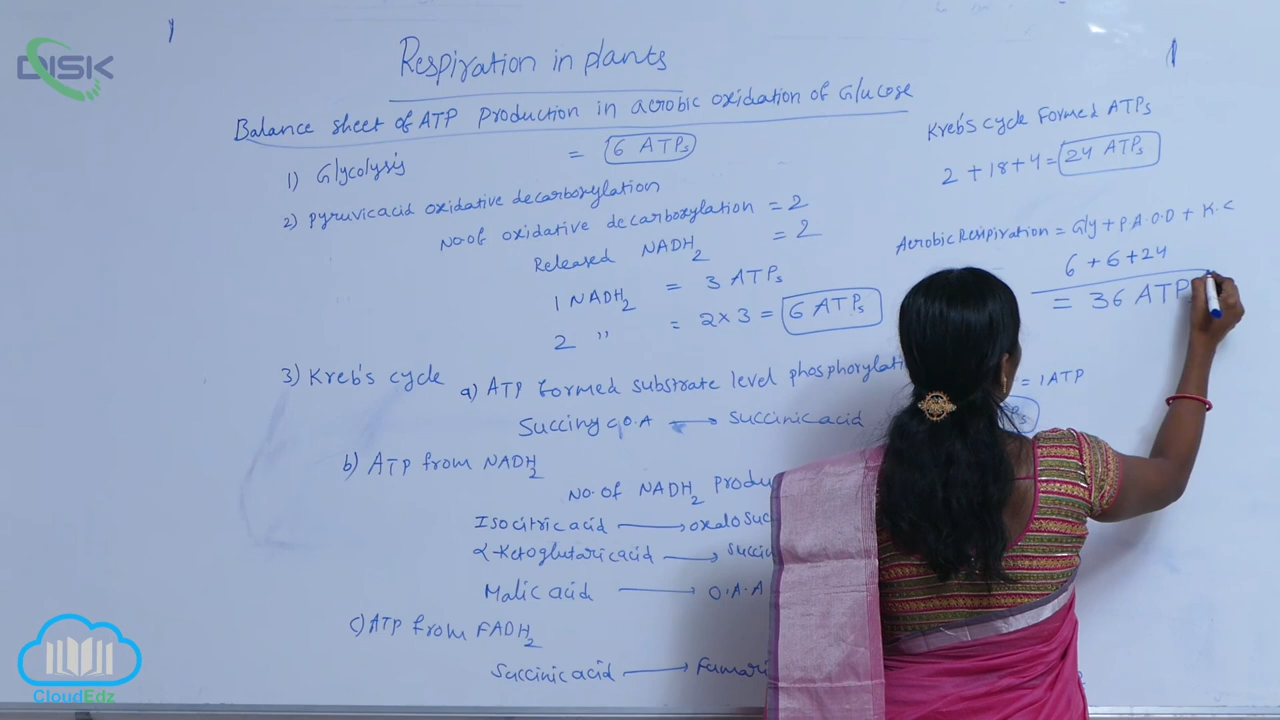 DISK
Respiration in plants
Balance sheet of ATP Production in aerobic oxidation of Glucose
1) Glycolysis = 6 ATPs
2) pyruvicacid oxidative decarboxylation
No.of oxidative decarboxylation = 2
Released NADH2 = 2
1 NADH2 = 3 ATPs
2 " = 2×3 = 6 ATPs
3) Kreb's cycle
a) ATP formed substrate level phosphorylati
= 1ATP
Succiny C.O.A → Succinic acid
b) ATP from NADH2
No. of NADH2 produ
Isocitric acid → oxalo suc
α-Ketoglutaric acid → succin
Malic acid → O.A.A
c) ATP from FADH2
Succinic acid → Fumari
Kreb's cycle Formed ATPs
2 + 18 + 4 = 24 ATPs
Aerobic Respiration = Gly + P.A.O.D + K.C
6 + 6 + 24
= 36 ATP
CloudEdz